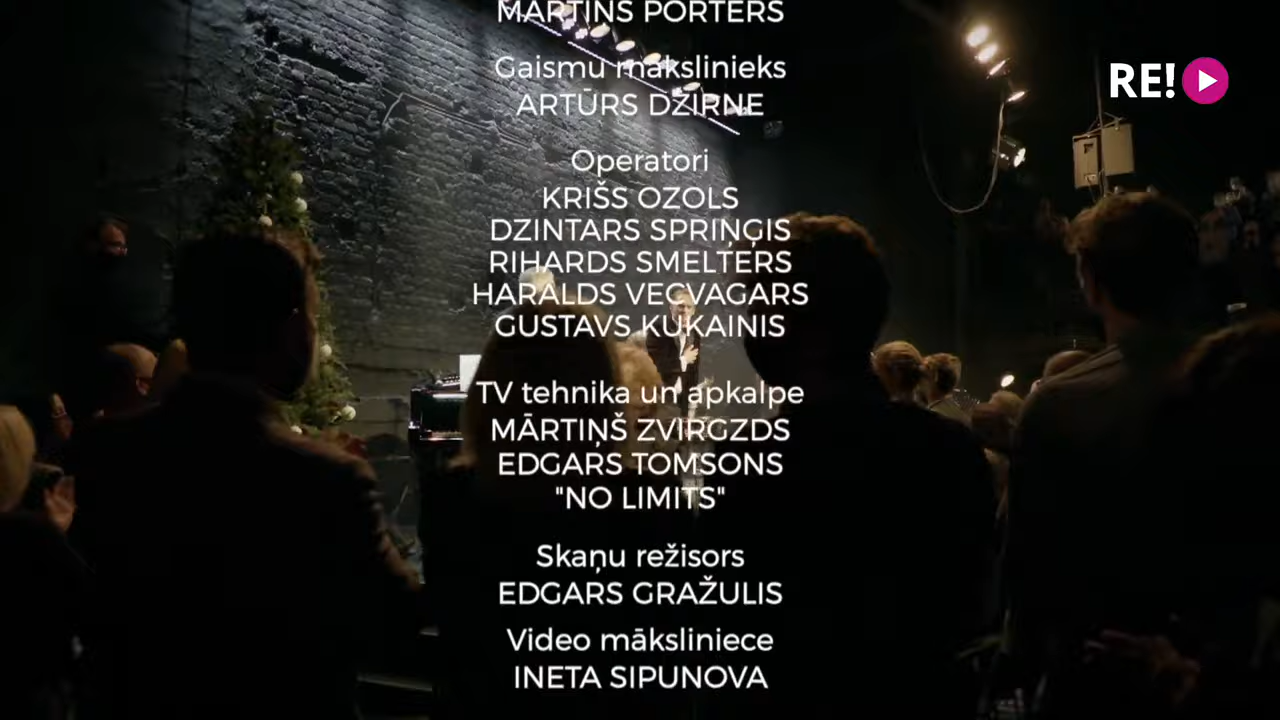 MĀRTIŅŠ PORTERS
RE!
Gaismu mākslinieks
ARTŪRS DZIRNE
Operatori
KRIŠS OZOLS
DZINTARS SPRIŅĢIS
RIHARDS SMELTERS
HARALDS VECVAGARS
GUSTAVS KUKAINIS
TV tehnika un apkalpe
MĀRTIŅŠ ZVIRGZDS
EDGARS TOMSONS
"NO LIMITS"
Skaņu režisors
EDGARS GRAŽULIS
Video māksliniece
INETA SIPUNOVA